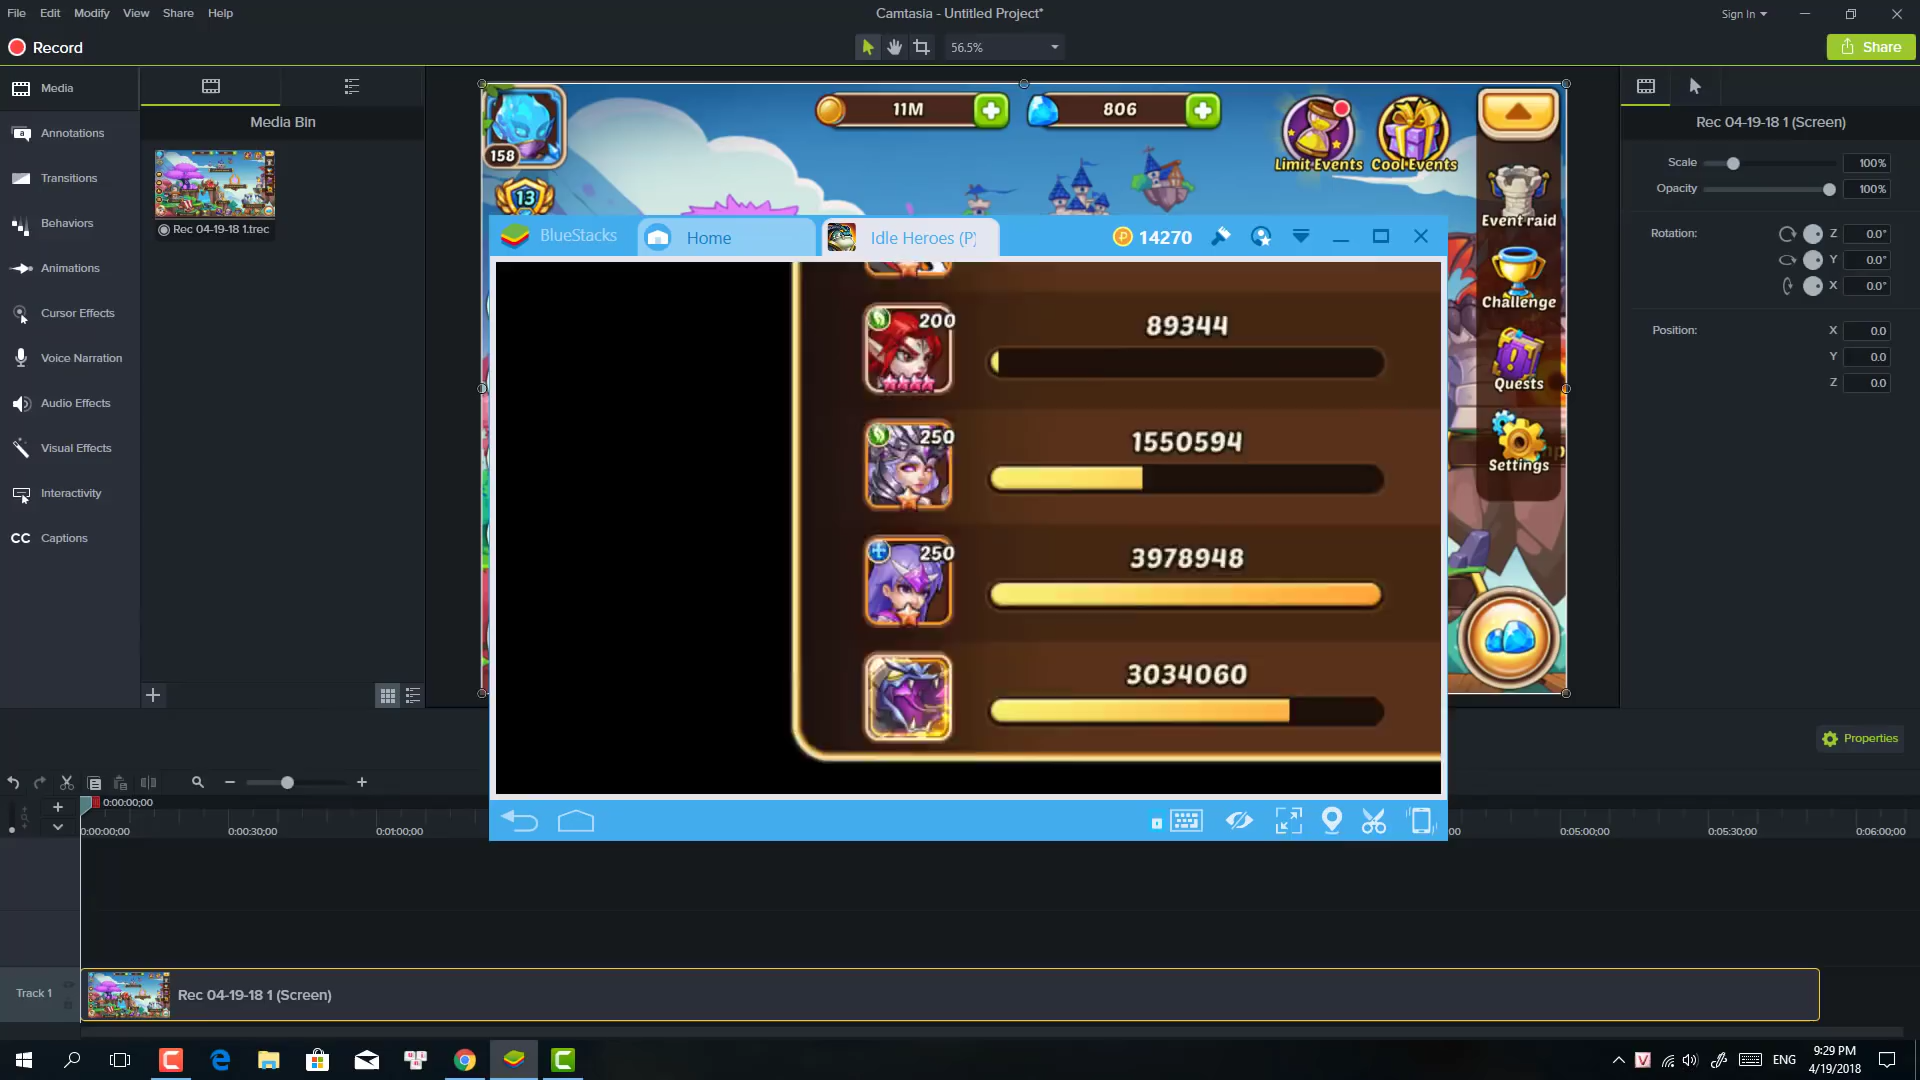 File Edit Modify View Share Help
Camtasia - Untitled Project*
Sign In
Record
56.5%
Share
Media
Annotations
Transitions
Behaviors
Animations
Cursor Effects
Voice Narration
Audio Effects
Visual Effects
Interactivity
CC Captions
Media Bin
Rec 04-19-18 1.trec
158
13
11M
806
Limit Events
Cool Events
Event raid
Challenge
Quests
Settings
BlueStacks
Home
Idle Heroes (P)
P 14270
200
89344
250
1550594
250
3978948
3034060
Rec 04-19-18 1 (Screen)
Scale 100%
Opacity 100%
Rotation: Z 0.0°
Y 0.0°
X 0.0°
Position: X 0.0
Y 0.0
Z 0.0
Properties
0:00:00;00
0:00:00;00 0:00:30;00 0:01:00;00 0:05:00;00 0:05:30;00 0:06:00;00
Track 1
Rec 04-19-18 1 (Screen)
ENG
9:29 PM
4/19/2018